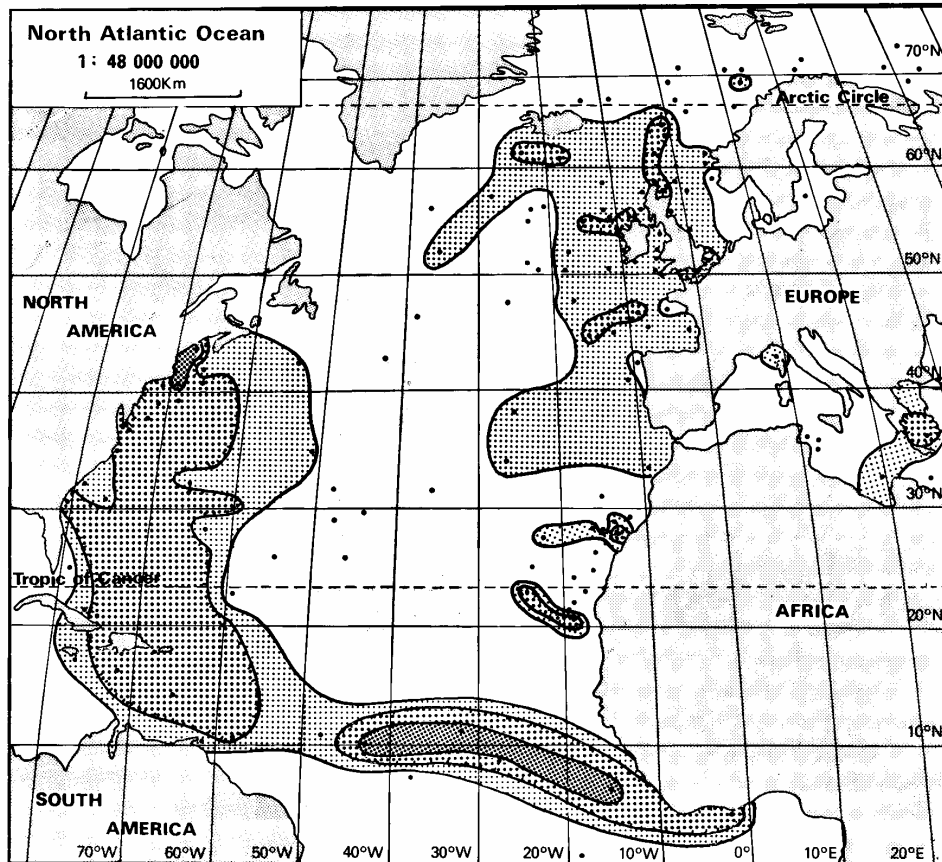 North Atlantic Ocean
1: 48 000 000
1600Km
70°N
Arctic Circle
60°N
50°N
NORTH
AMERICA
EUROPE
40°N
30°N
Tropic of Cancer
AFRICA
20°N
10°N
SOUTH
AMERICA
70°W
60°W
50°W
40°W
30°W
20°W
10°W
0°
10°E
20°E